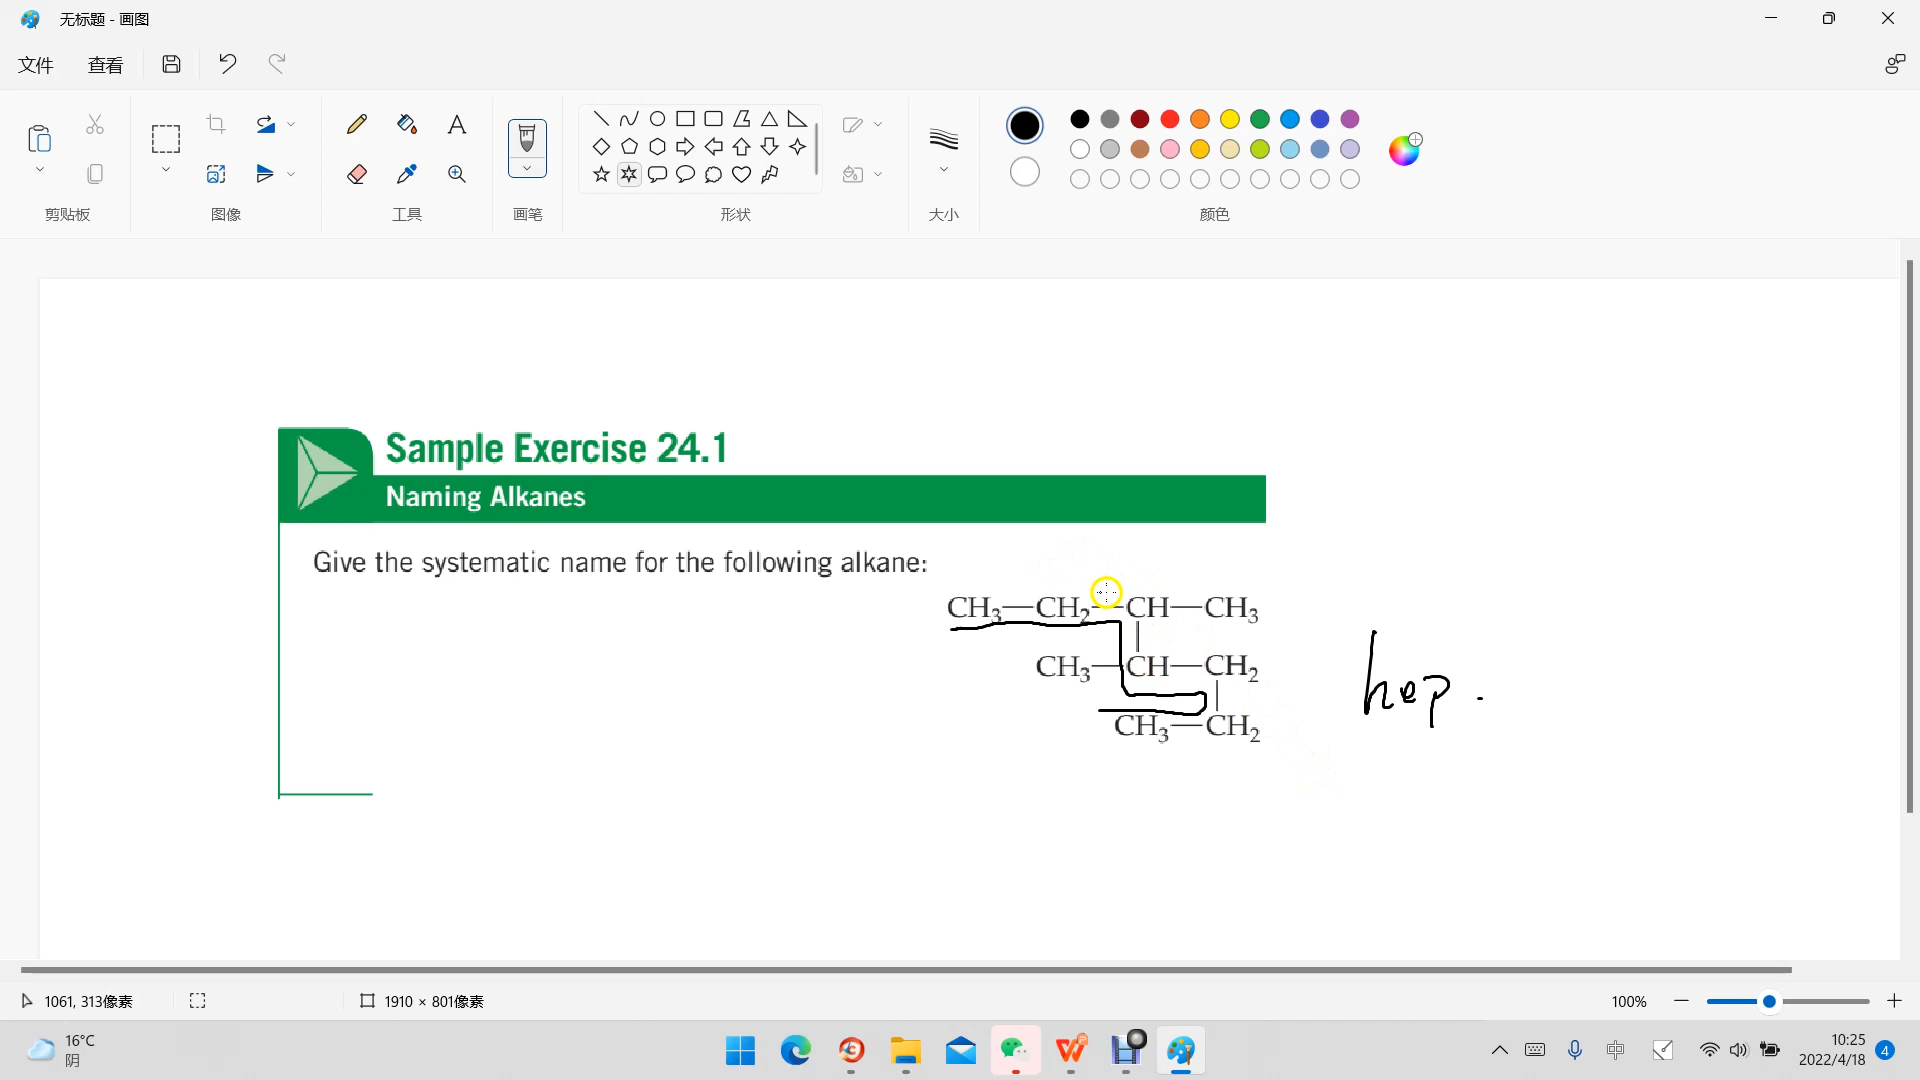 无标题 - 画图
文件 查看
剪贴板 图像 工具 画笔 形状 大小 颜色
Sample Exercise 24.1
Naming Alkanes
Give the systematic name for the following alkane:
CH₃—CH₂—CH—CH₃
CH₃—CH—CH₂
CH₃—CH₂
hep.
1061, 313像素 1910 × 801像素 100%
16°C
阴
中
10:25
2022/4/18
4